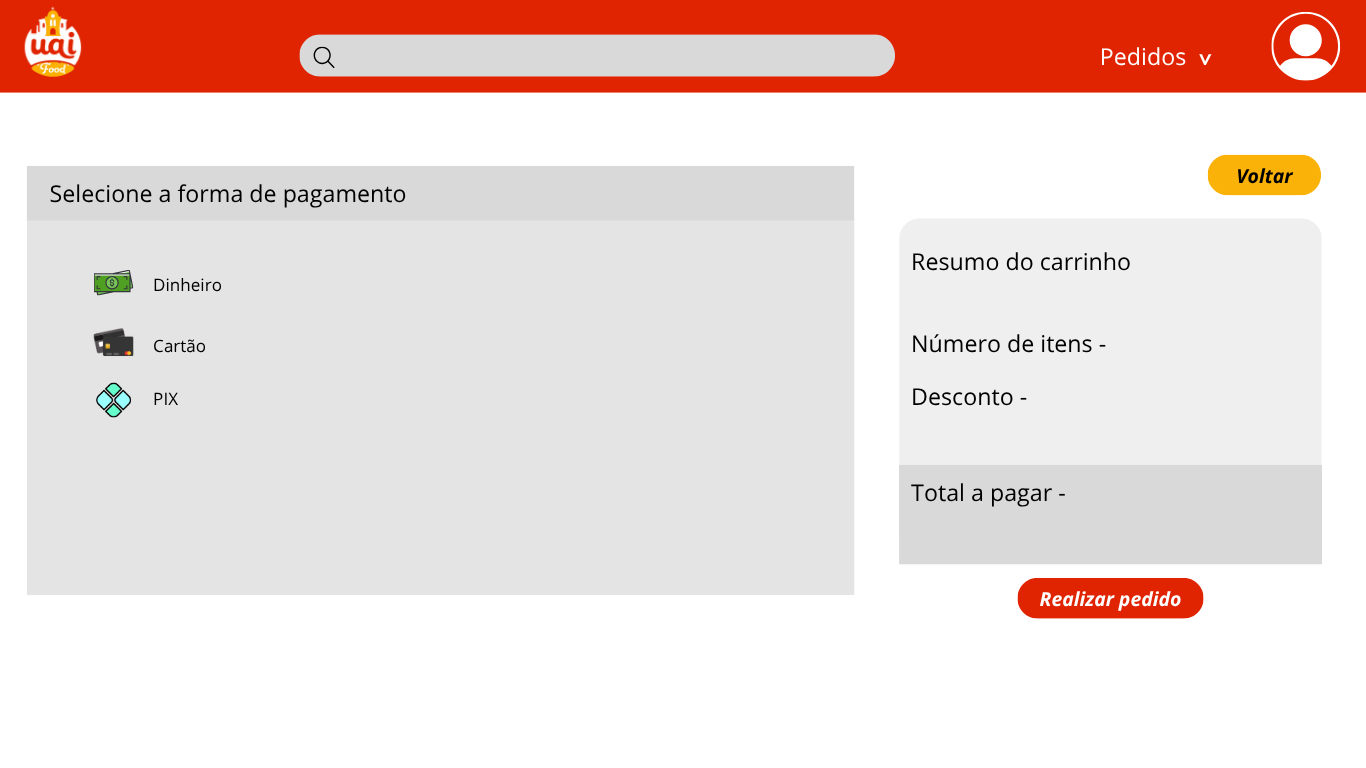 uai
Food
Pedidos v
Voltar
Selecione a forma de pagamento
Dinheiro
Cartão
PIX
Resumo do carrinho
Número de itens -
Desconto -
Total a pagar -
Realizar pedido